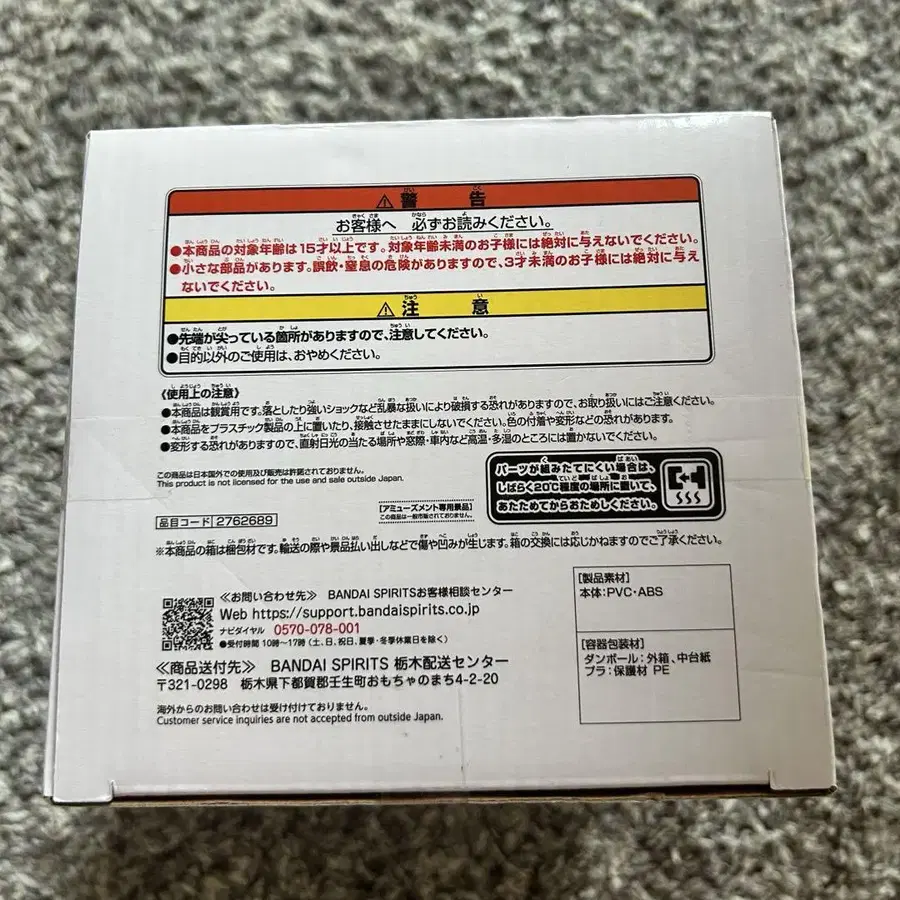 ⚠警告
お客様へ 必ずお読みください。
●本商品の対象年齢は15才以上です。対象年齢未満のお子様には絶対に与えないでください。
●小さな部品があります。誤飲・窒息の危険がありますので、3才未満のお子様には絶対に与え
ないでください。
⚠注意
●先端が尖っている箇所がありますので、注意してください。
●目的以外のご使用は、おやめください。
《使用上の注意》
●本商品は観賞用です。落としたり強いショックなど乱暴な扱いにより破損する恐れがありますので、お取り扱いにはご注意ください。
●本商品をプラスチック製品の上に置いたり、接触させたままにしないでください。色の付着や変形などの恐れがあります。
●変形する恐れがありますので、直射日光の当たる場所や窓際・車内など高温・多湿のところには置かないでください。
この商品は日本国外での使用及び販売は許諾されておりません。
This product is not licensed for the use and sale outside Japan.
パーツが組みたてにくい場合は、
しばらく20℃程度の場所に置いて、
あたためてからおためしください。
[アミューズメント専用景品]
この商品は一般市販されておりません。
品目コード 2762689
※本商品の箱は梱包材です。輸送の際や景品払い出しなどで傷や凹みが生じます。箱の交換には応じかねますのでご了承ください。
≪お問い合わせ先≫ BANDAI SPIRITSお客様相談センター
Web https://support.bandaispirits.co.jp
ナビダイヤル 0570-078-001
●受付時間 10時〜17時(土、日、祝日、夏季・冬季休業日を除く)
≪商品送付先≫ BANDAI SPIRITS 栃木配送センター
〒321-0298 栃木県下都賀郡壬生町おもちゃのまち4-2-20
海外からのお問い合わせは受け付けておりません。
Customer service inquiries are not accepted from outside Japan.
[製品素材]
本体:PVC・ABS
[容器包装材]
ダンボール:外箱、中台紙
プラ:保護材 PE